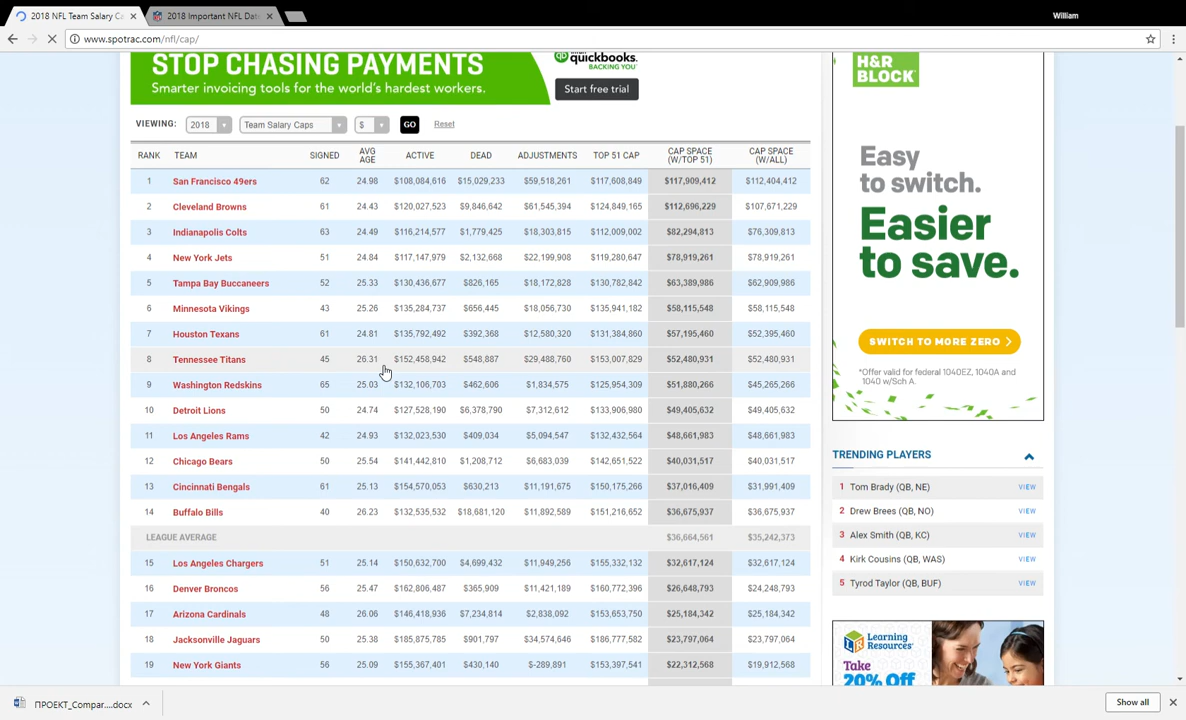 2018 NFL Team Salary Ca
2018 Important NFL Dat
William
www.spotrac.com/nfl/cap/
STOP CHASING PAYMENTS
Smarter invoicing tools for the world's hardest workers.
quickbooks.
BACKING YOU
Start free trial
H&R
BLOCK
VIEWING: 2018 Team Salary Caps $ GO Reset
RANK TEAM SIGNED AVG AGE ACTIVE DEAD ADJUSTMENTS TOP 51 CAP CAP SPACE (W/TOP 51) CAP SPACE (W/ALL)
1 San Francisco 49ers 62 24.98 $108,084,616 $15,029,233 $59,518,261 $117,608,849 $117,909,412 $112,404,412
2 Cleveland Browns 61 24.43 $120,027,523 $9,846,642 $61,545,394 $124,849,165 $112,696,229 $107,671,229
3 Indianapolis Colts 63 24.49 $116,214,577 $1,779,425 $18,303,815 $112,009,002 $82,294,813 $76,309,813
4 New York Jets 51 24.84 $117,147,979 $2,132,668 $22,199,908 $119,280,647 $78,919,261 $78,919,261
5 Tampa Bay Buccaneers 52 25.33 $130,436,677 $826,165 $18,172,828 $130,782,842 $63,389,986 $62,909,986
6 Minnesota Vikings 43 25.26 $135,284,737 $656,445 $18,056,730 $135,941,182 $58,115,548 $58,115,548
7 Houston Texans 61 24.81 $135,792,492 $392,368 $12,580,320 $131,384,860 $57,195,460 $52,395,460
8 Tennessee Titans 45 26.31 $152,458,942 $548,887 $29,488,760 $153,007,829 $52,480,931 $52,480,931
9 Washington Redskins 65 25.03 $132,106,703 $462,606 $1,834,575 $125,954,309 $51,880,266 $45,265,266
10 Detroit Lions 50 24.74 $127,528,190 $6,378,790 $7,312,612 $133,906,980 $49,405,632 $49,405,632
11 Los Angeles Rams 42 24.93 $132,023,530 $409,034 $5,094,547 $132,432,564 $48,661,983 $48,661,983
12 Chicago Bears 50 25.54 $141,442,810 $1,208,712 $6,683,039 $142,651,522 $40,031,517 $40,031,517
13 Cincinnati Bengals 61 25.13 $154,570,053 $630,213 $11,191,675 $150,175,266 $37,016,409 $31,991,409
14 Buffalo Bills 40 26.23 $132,535,532 $18,681,120 $11,892,589 $151,216,652 $36,675,937 $36,675,937
LEAGUE AVERAGE $36,664,561 $35,242,373
15 Los Angeles Chargers 51 25.14 $150,632,700 $4,699,432 $11,949,256 $155,332,132 $32,617,124 $32,617,124
16 Denver Broncos 56 25.47 $162,806,487 $365,909 $11,421,189 $160,772,396 $26,648,793 $24,248,793
17 Arizona Cardinals 48 26.06 $146,418,936 $7,234,814 $2,838,092 $153,653,750 $25,184,342 $25,184,342
18 Jacksonville Jaguars 50 25.38 $185,875,785 $901,797 $34,574,646 $186,777,582 $23,797,064 $23,797,064
19 New York Giants 56 25.09 $155,367,401 $430,140 $-289,891 $153,397,541 $22,312,568 $19,912,568
Easy
to switch.
Easier
to save.
SWITCH TO MORE ZERO
*Offer valid for federal 1040EZ, 1040A and
1040 w/Sch A.
TRENDING PLAYERS
1 Tom Brady (QB, NE) VIEW
2 Drew Brees (QB, NO) VIEW
3 Alex Smith (QB, KC) VIEW
4 Kirk Cousins (QB, WAS) VIEW
5 Tyrod Taylor (QB, BUF) VIEW
Learning
Resources
Take
20% Off
ПРОЕКТ_Compar....docx
Show all